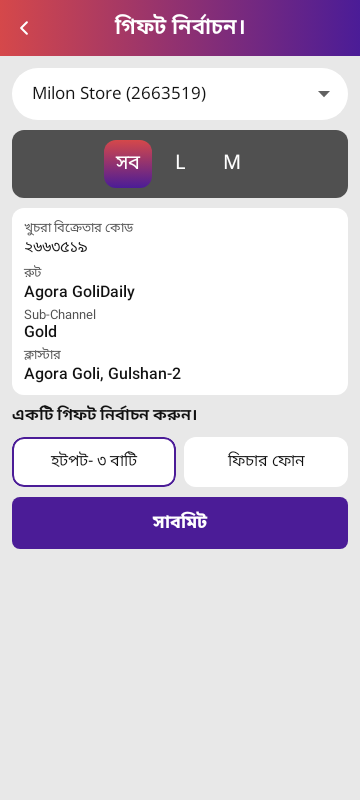 গিফট নির্বাচন।
Milon Store (2663519)
সব L M
খুচরা বিক্রেতার কোড
২৬৬৩৫১৯
রুট
Agora GoliDaily
Sub-Channel
Gold
ক্লাস্টার
Agora Goli, Gulshan-2
একটি গিফট নির্বাচন করুন।
হটপট- ৩ বাটি ফিচার ফোন
সাবমিট